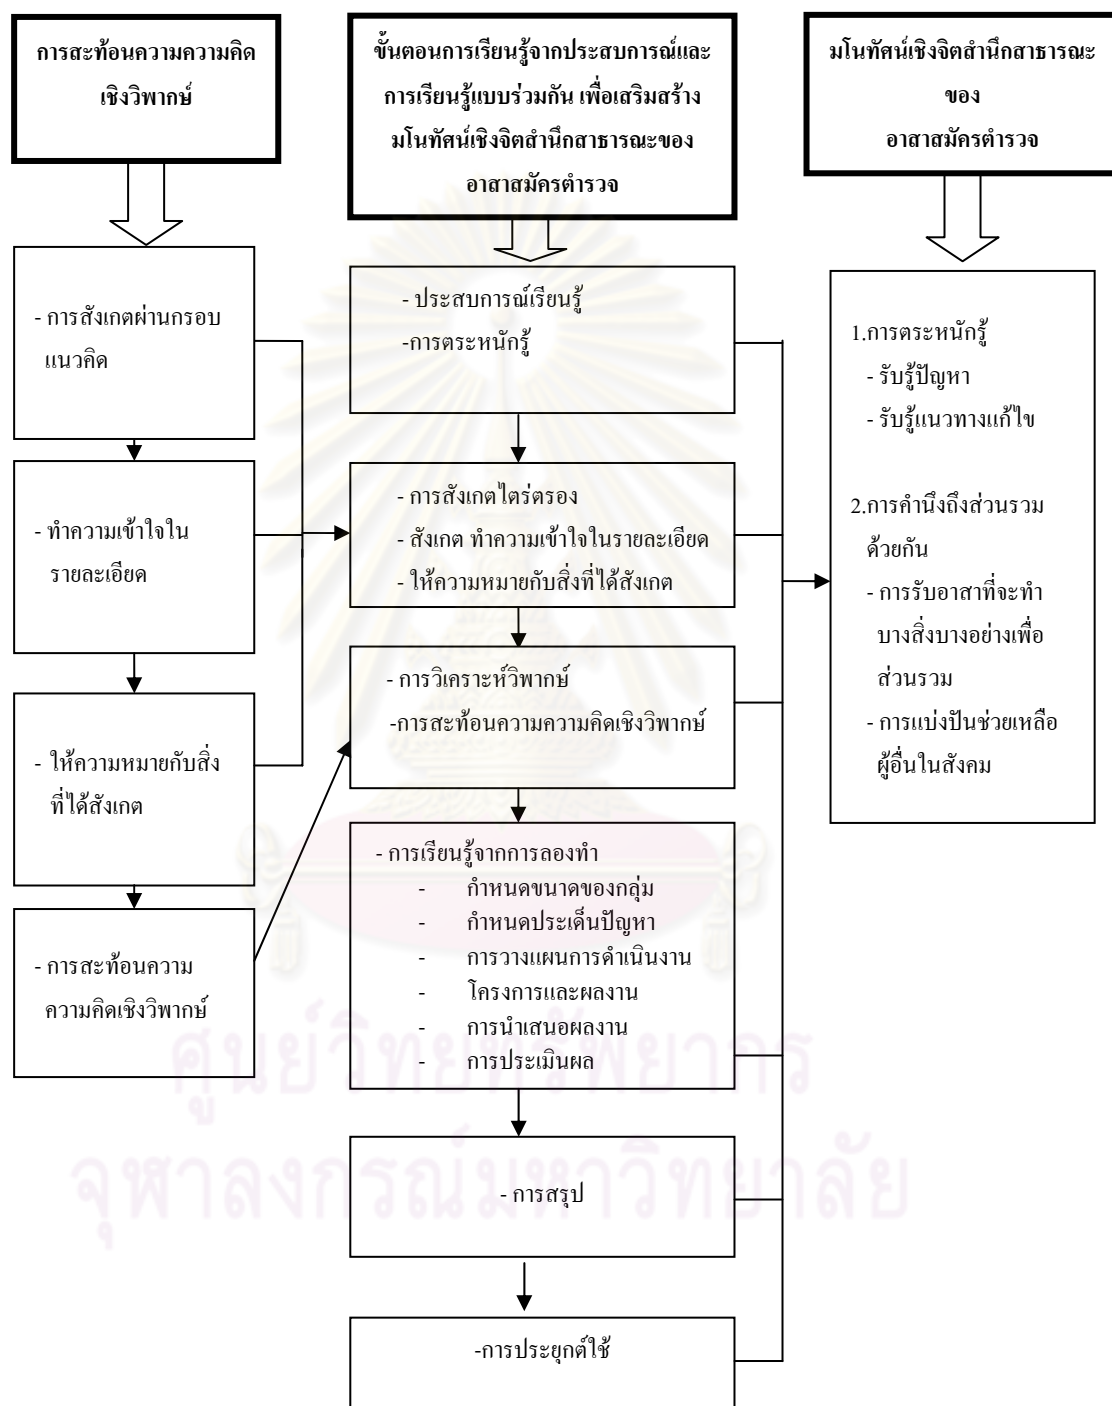 การสะท้อนความความคิด
เชิงวิพากษ์
ขั้นตอนการเรียนรู้จากประสบการณ์และ
การเรียนรู้แบบร่วมกัน เพื่อเสริมสร้าง
มโนทัศน์เชิงจิตสำนึกสาธารณะของ
อาสาสมัครตำรวจ
มโนทัศน์เชิงจิตสำนึกสาธารณะ
ของ
อาสาสมัครตำรวจ
- การสังเกตผ่านกรอบ
แนวคิด
- ทำความเข้าใจใน
รายละเอียด
- ให้ความหมายกับสิ่ง
ที่ได้สังเกต
- การสะท้อนความ
ความคิดเชิงวิพากษ์
- ประสบการณ์เรียนรู้
-การตระหนักรู้
- การสังเกตไตร่ตรอง
- สังเกต ทำความเข้าใจในรายละเอียด
- ให้ความหมายกับสิ่งที่ได้สังเกต
- การวิเคราะห์วิพากษ์
-การสะท้อนความความคิดเชิงวิพากษ์
- การเรียนรู้จากการลองทำ
- กำหนดขนาดของกลุ่ม
- กำหนดประเด็นปัญหา
- การวางแผนการดำเนินงาน
- โครงการและผลงาน
- การนำเสนอผลงาน
- การประเมินผล
- การสรุป
-การประยุกต์ใช้
1.การตระหนักรู้
- รับรู้ปัญหา
- รับรู้แนวทางแก้ไข
2.การคำนึงถึงส่วนรวม
ด้วยกัน
- การรับอาสาที่จะทำ
บางสิ่งบางอย่างเพื่อ
ส่วนรวม
- การแบ่งปันช่วยเหลือ
ผู้อื่นในสังคม
ศูนย์วิทยทรัพยากร
จุฬาลงกรณ์มหาวิทยาลัย